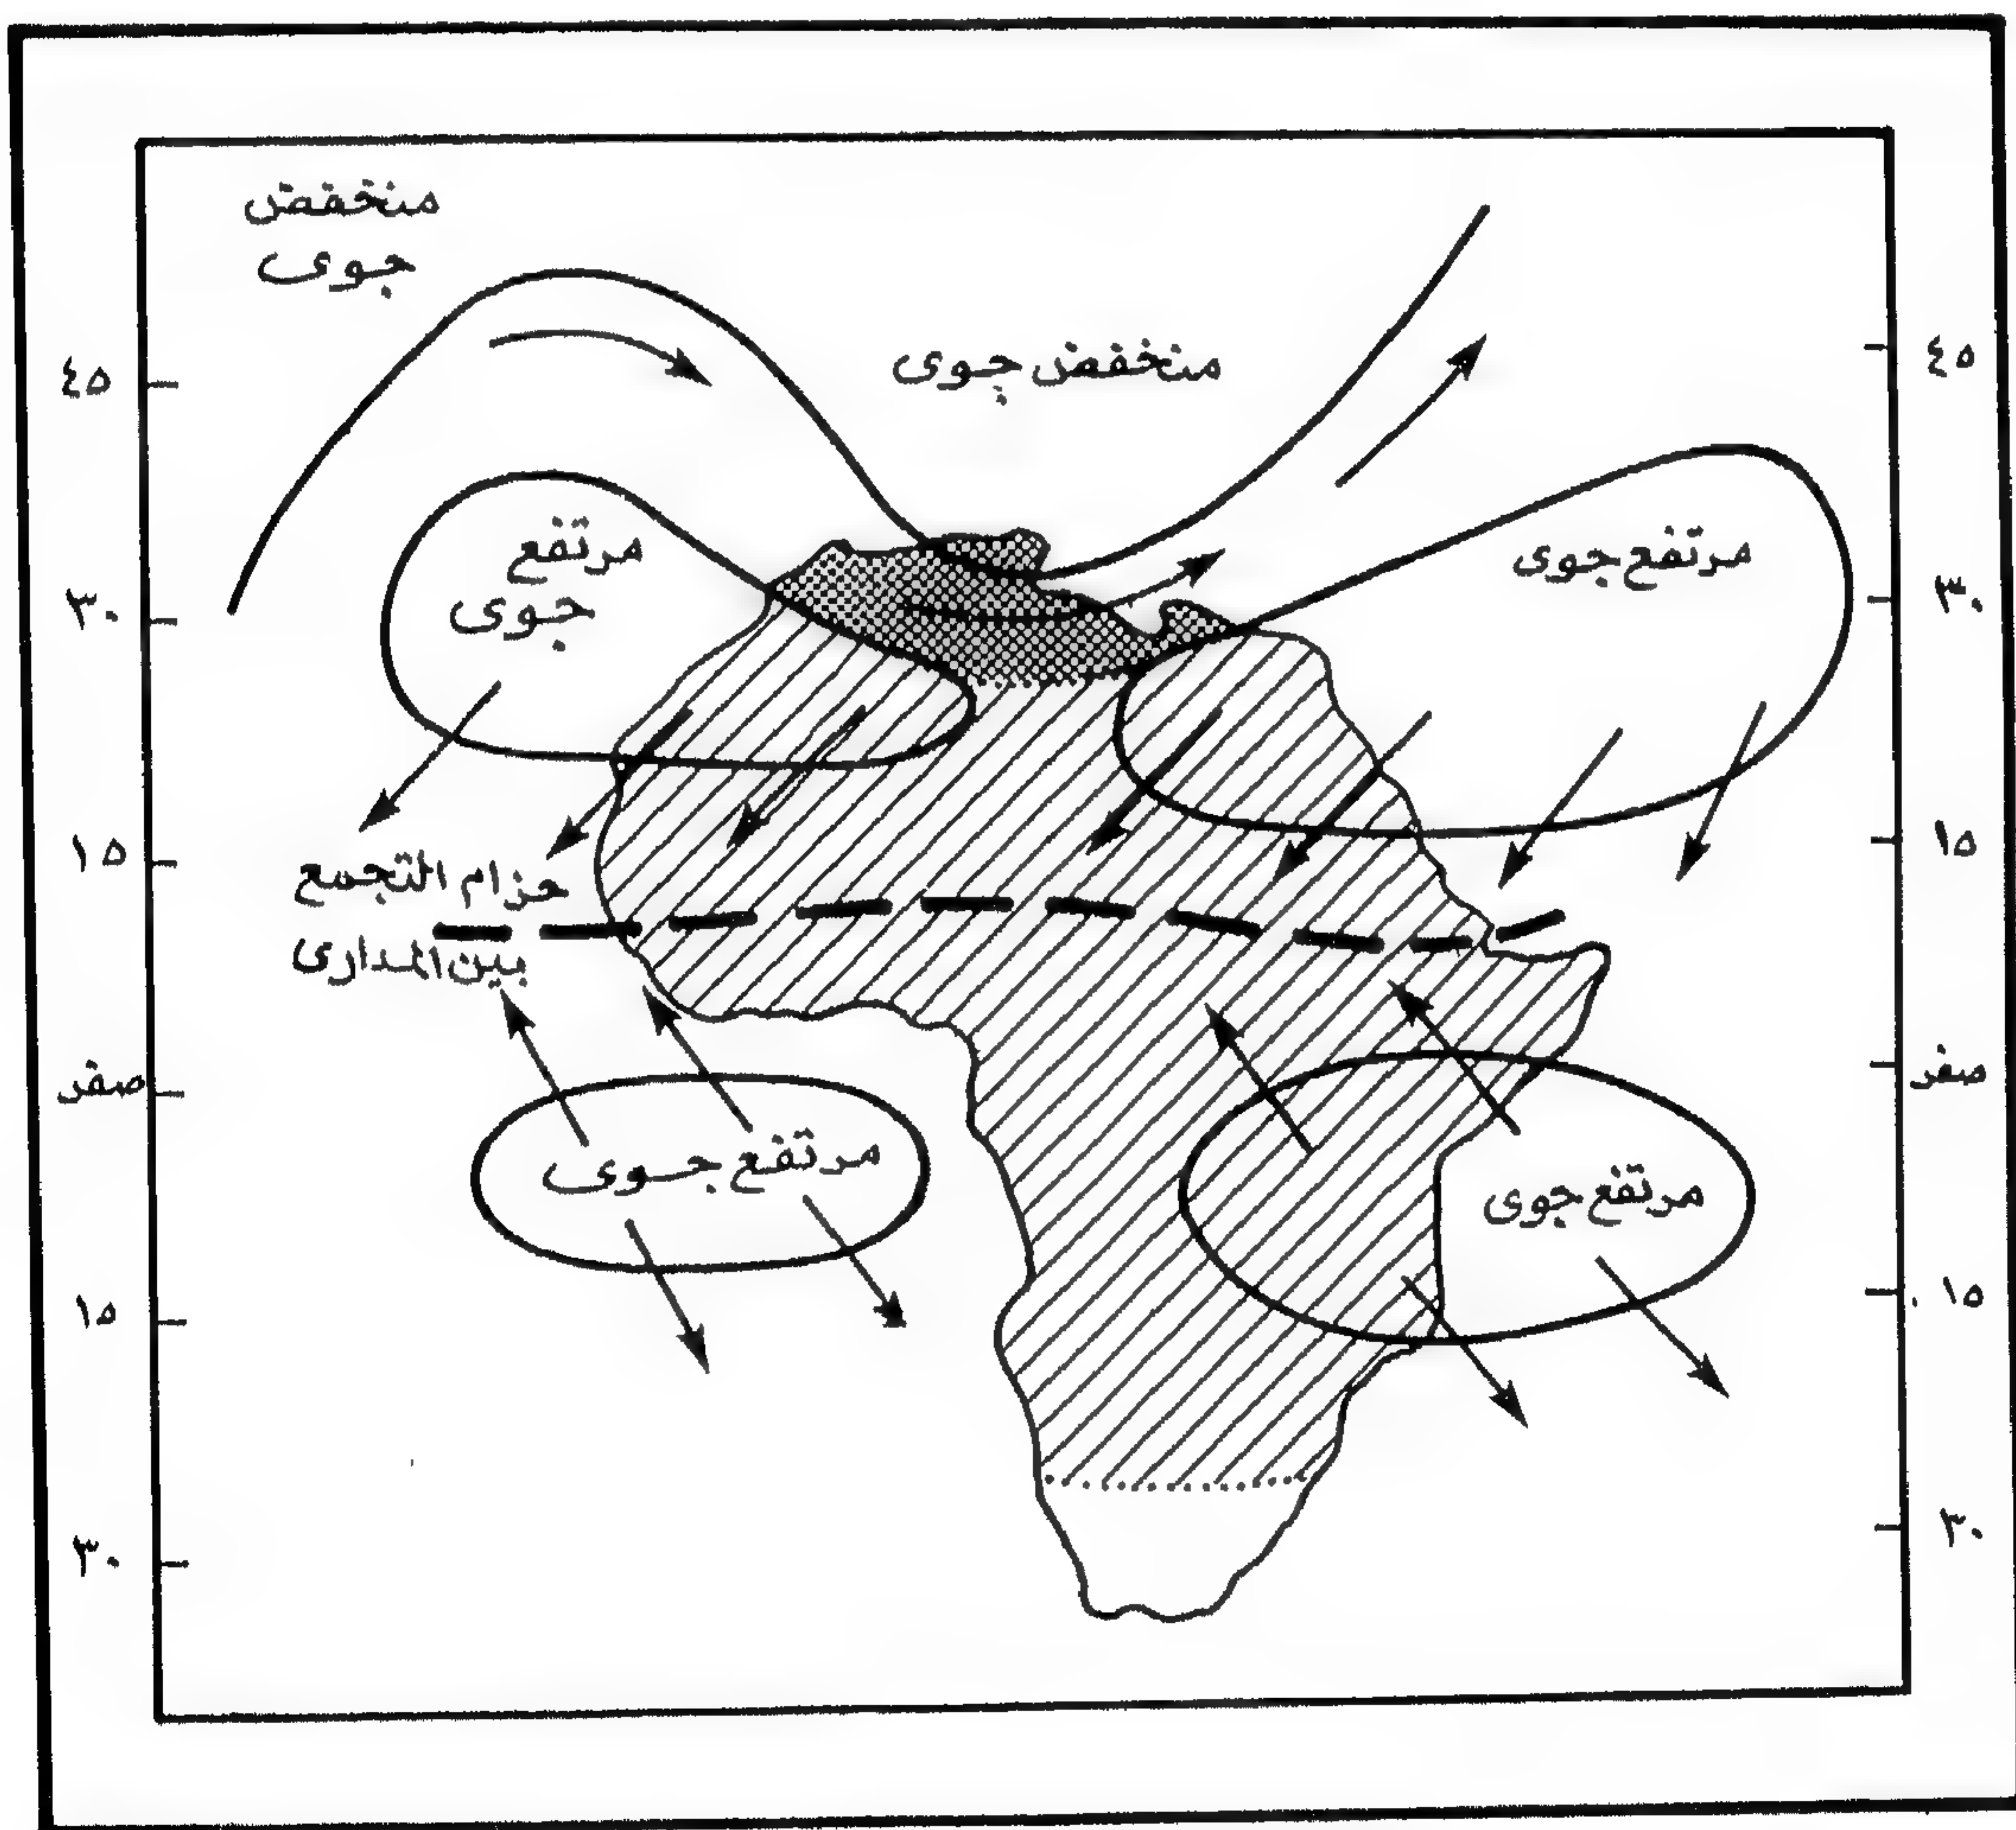 منخفض
جوى
منخفض جوى
٤٥
٤٥
مرتفع
جوى
مرتفع جوى
٣٠
٣٠
١٥
١٥
حزام التجمع
بين المدارى
صفر
صفر
مرتفع جوى
مرتفع جوى
١٥
١٥
٣٠
٣٠